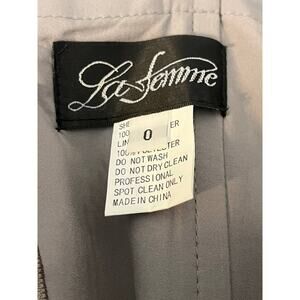 La Femme
0
100% POLYESTER
DO NOT WASH
DO NOT DRY CLEAN
PROFESSIONAL
SPOT CLEAN ONLY
MADE IN CHINA